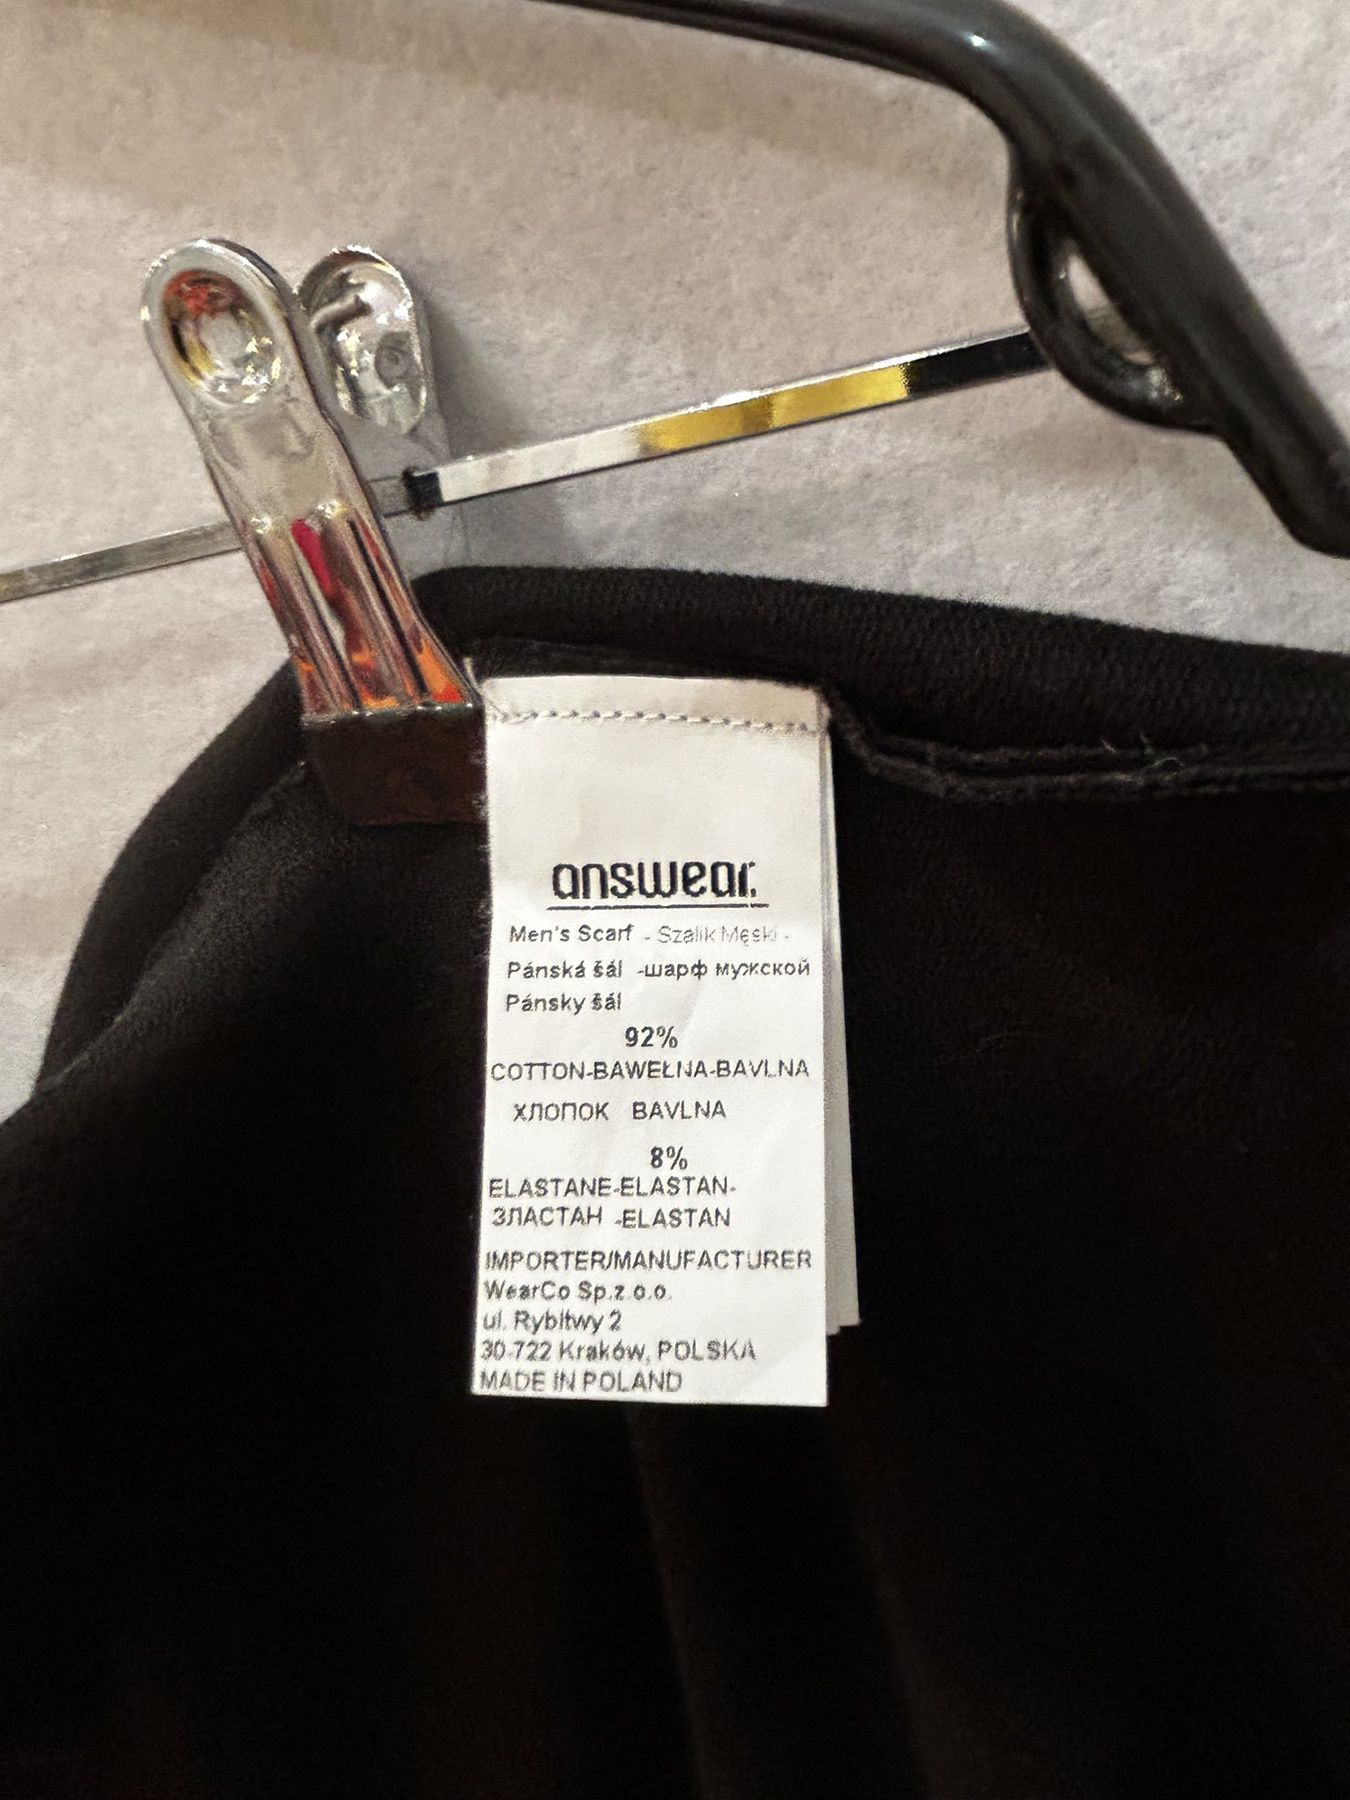 answear.
Men's Scarf - Szalik Męski -
Pánská šál -шарф мужской
Pánsky šál
92%
COTTON-BAWEŁNA-BAVLNA
ХЛОПОК BAVLNA
8%
ELASTANE-ELASTAN-
ЗЛАСТАН -ELASTAN
IMPORTER/MANUFACTURER
WearCo Sp.z o.o.
ul. Rybitwy 2
30-722 Kraków, POLSKA
MADE IN POLAND